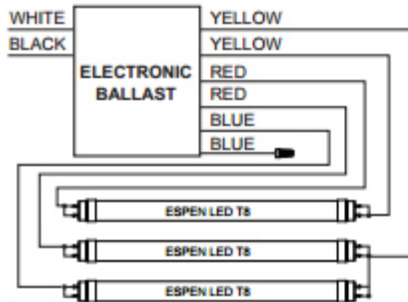 WHITE
YELLOW
BLACK
YELLOW
ELECTRONIC
BALLAST
RED
RED
BLUE
BLUE
ESPEN LED T8
ESPEN LED T8
ESPEN LED T8